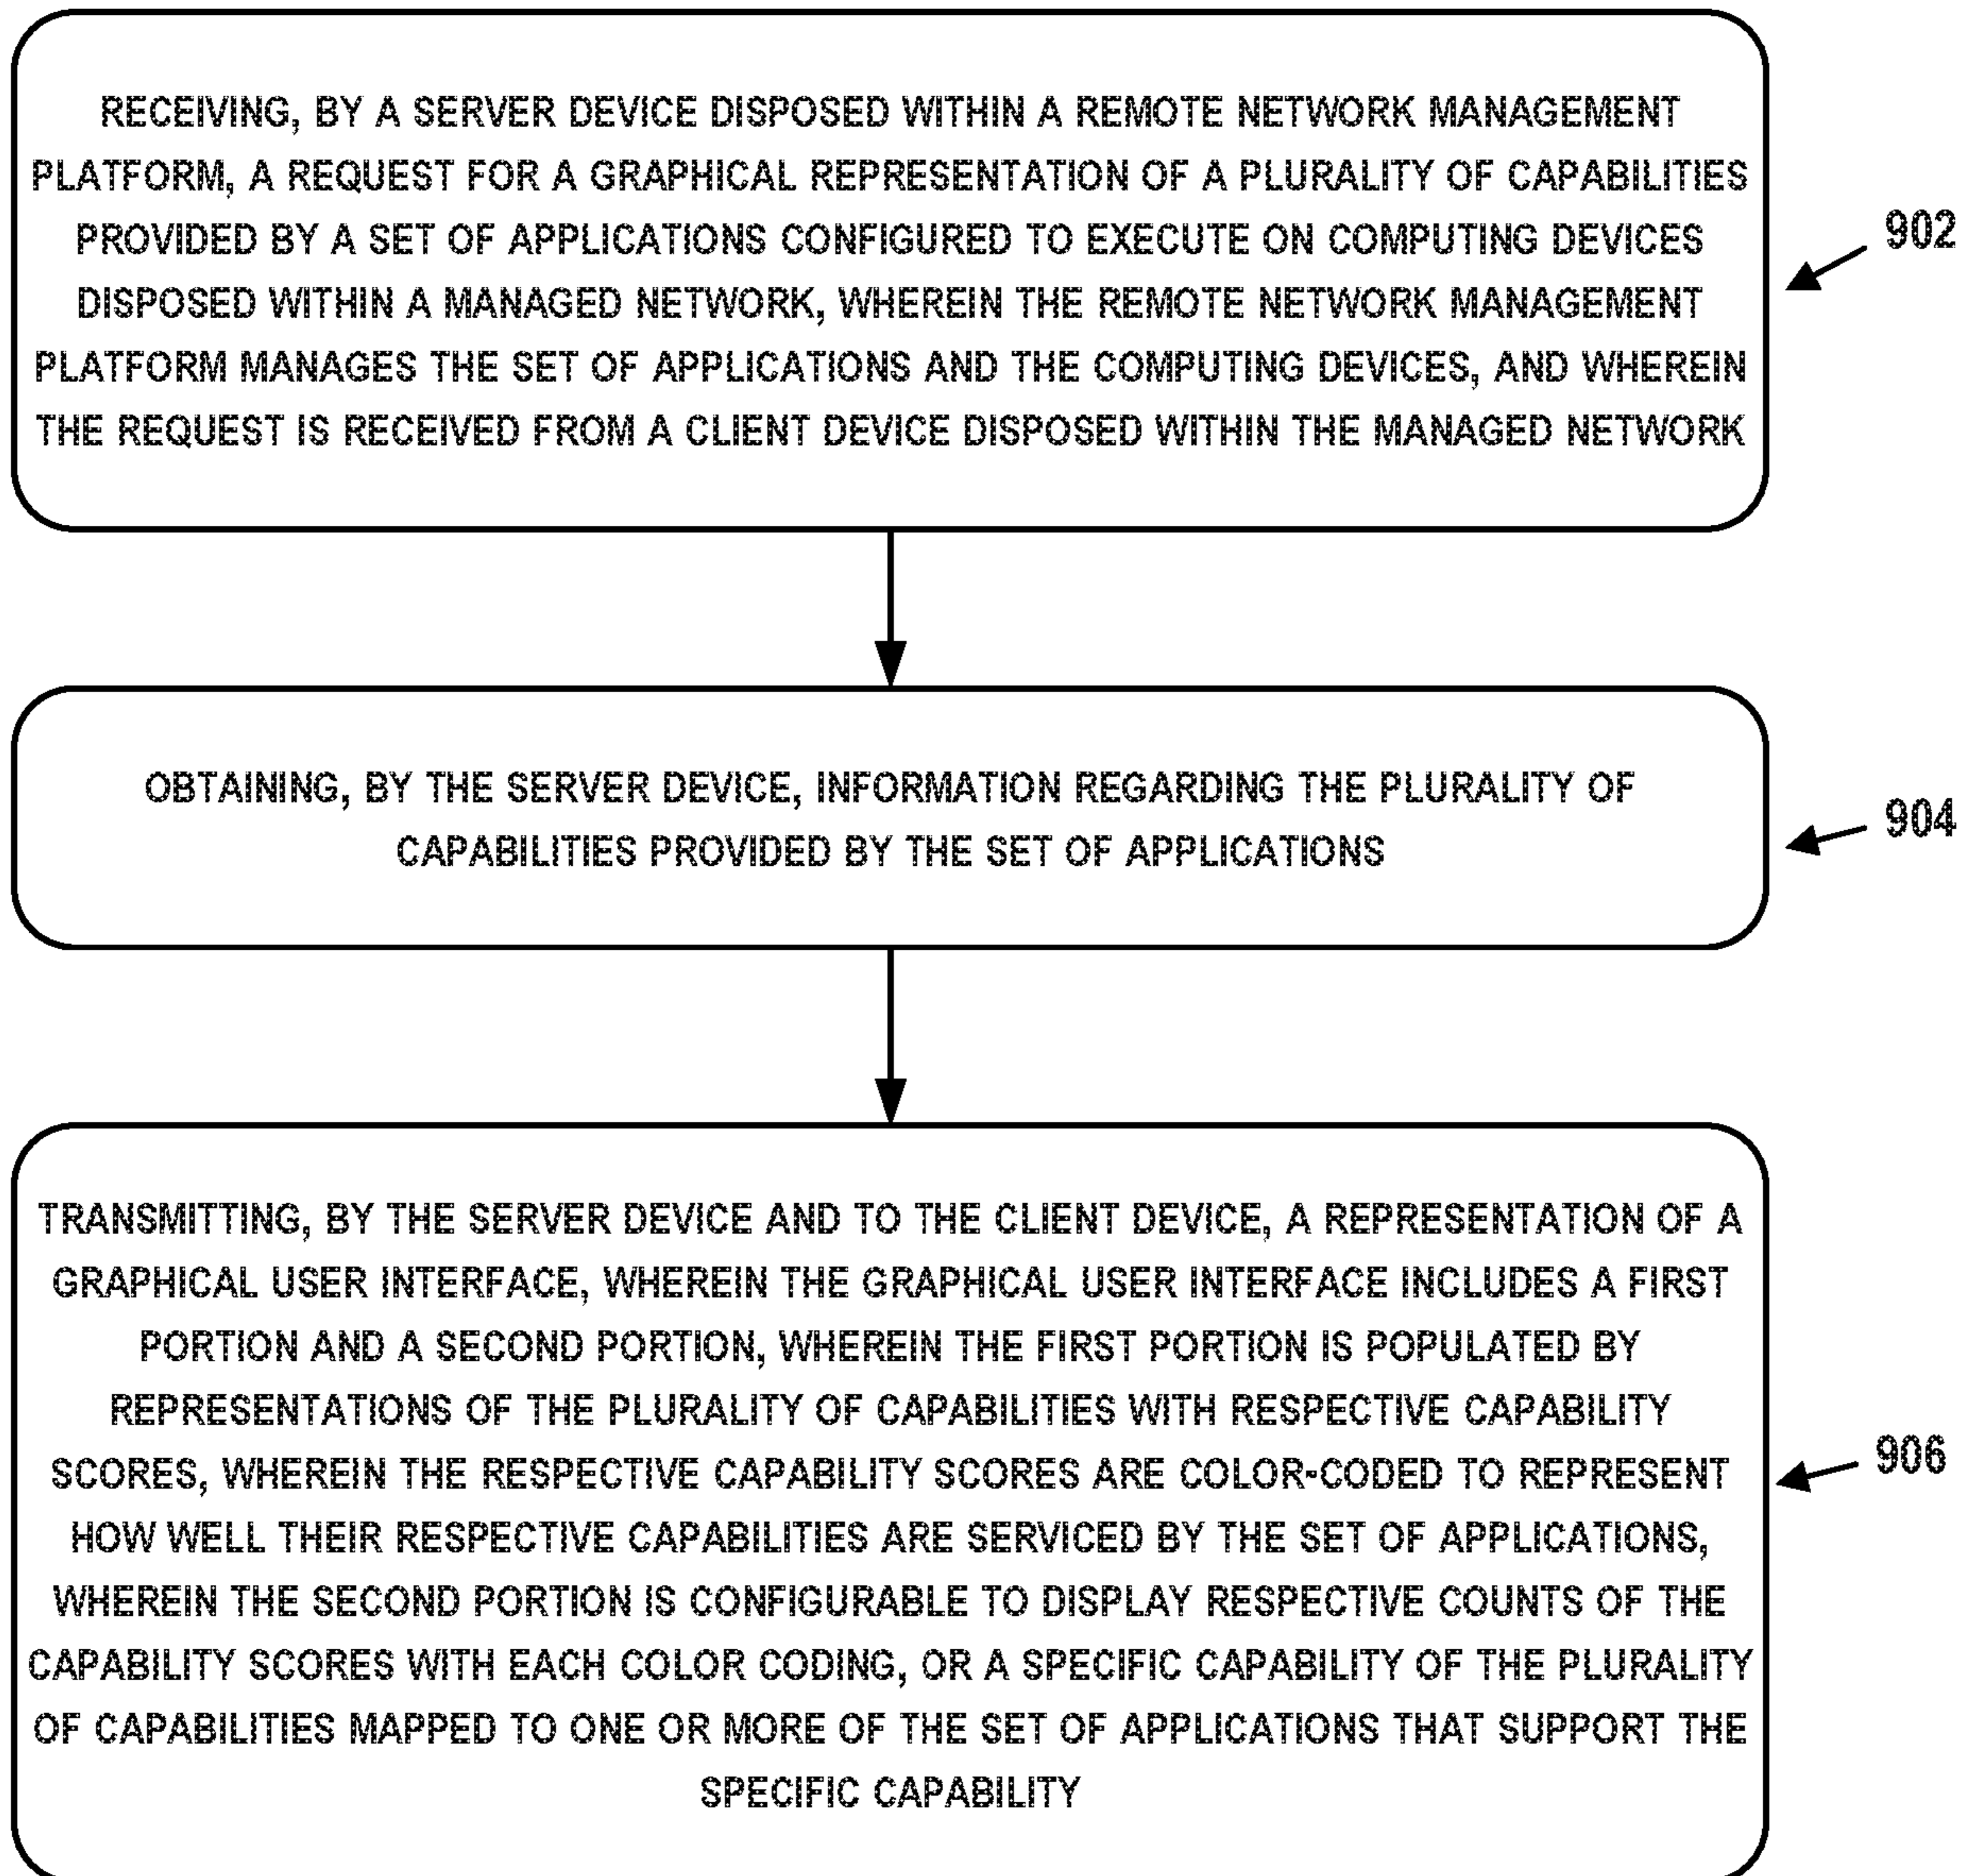 RECEIVING, BY A SERVER DEVICE DISPOSED WITHIN A REMOTE NETWORK MANAGEMENT
PLATFORM, A REQUEST FOR A GRAPHICAL REPRESENTATION OF A PLURALITY OF CAPABILITIES
PROVIDED BY A SET OF APPLICATIONS CONFIGURED TO EXECUTE ON COMPUTING DEVICES
DISPOSED WITHIN A MANAGED NETWORK, WHEREIN THE REMOTE NETWORK MANAGEMENT
PLATFORM MANAGES THE SET OF APPLICATIONS AND THE COMPUTING DEVICES, AND WHEREIN
THE REQUEST IS RECEIVED FROM A CLIENT DEVICE DISPOSED WITHIN THE MANAGED NETWORK
902
OBTAINING, BY THE SERVER DEVICE, INFORMATION REGARDING THE PLURALITY OF
CAPABILITIES PROVIDED BY THE SET OF APPLICATIONS
904
TRANSMITTING, BY THE SERVER DEVICE AND TO THE CLIENT DEVICE, A REPRESENTATION OF A
GRAPHICAL USER INTERFACE, WHEREIN THE GRAPHICAL USER INTERFACE INCLUDES A FIRST
PORTION AND A SECOND PORTION, WHEREIN THE FIRST PORTION IS POPULATED BY
REPRESENTATIONS OF THE PLURALITY OF CAPABILITIES WITH RESPECTIVE CAPABILITY
SCORES, WHEREIN THE RESPECTIVE CAPABILITY SCORES ARE COLOR-CODED TO REPRESENT
HOW WELL THEIR RESPECTIVE CAPABILITIES ARE SERVICED BY THE SET OF APPLICATIONS,
WHEREIN THE SECOND PORTION IS CONFIGURABLE TO DISPLAY RESPECTIVE COUNTS OF THE
CAPABILITY SCORES WITH EACH COLOR CODING, OR A SPECIFIC CAPABILITY OF THE PLURALITY
OF CAPABILITIES MAPPED TO ONE OR MORE OF THE SET OF APPLICATIONS THAT SUPPORT THE
SPECIFIC CAPABILITY
906